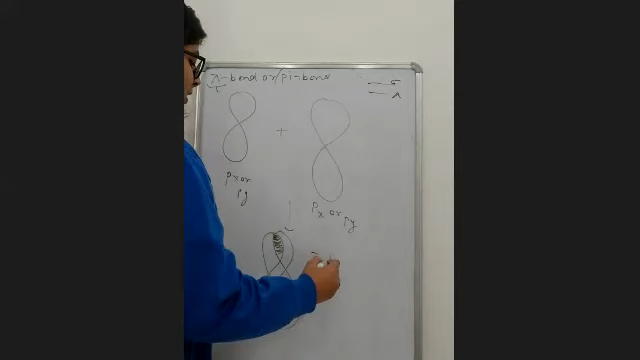 π-bond or pi-bond
σ
π
+
Px or
Py
Px or
Py